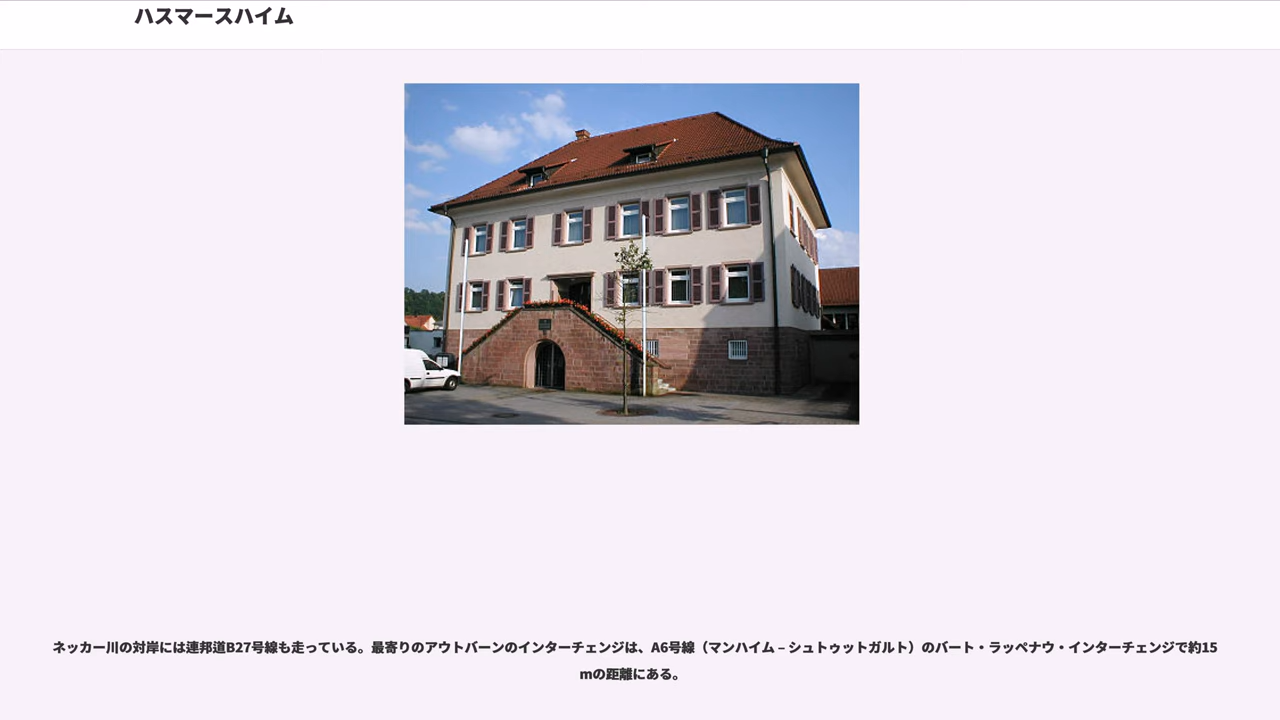 ハスマースハイム
ネッカー川の対岸には連邦道B27号線も走っている。最寄りのアウトバーンのインターチェンジは、A6号線（マンハイム – シュトゥットガルト）のバート・ラッペナウ・インターチェンジで約15
mの距離にある。